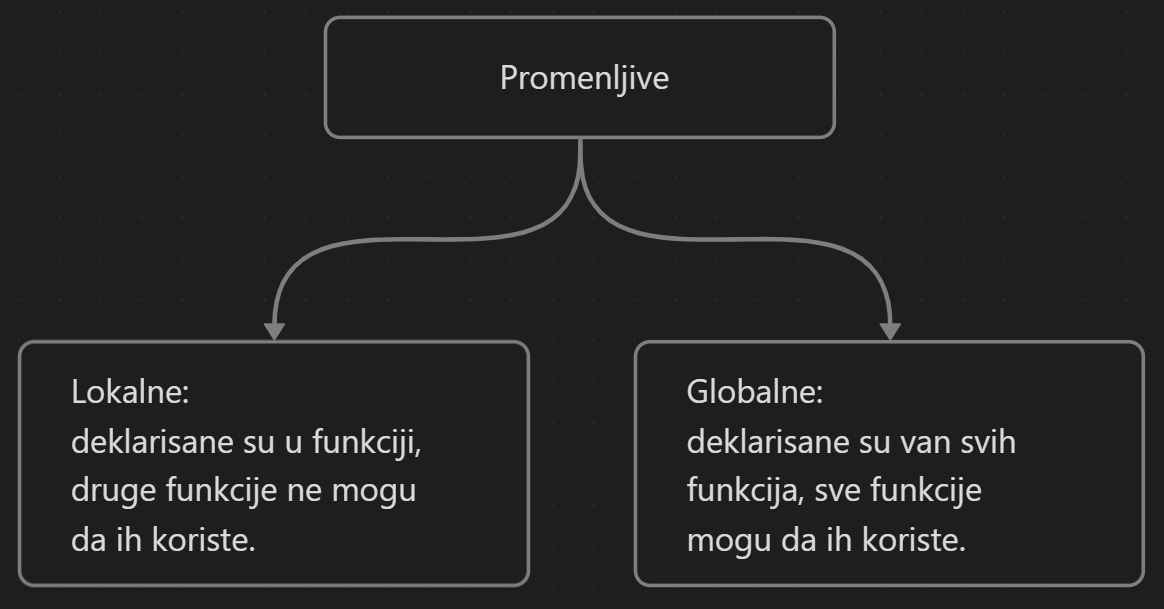 Promenljive
Lokalne:
deklarisane su u funkciji,
druge funkcije ne mogu
da ih koriste.
Globalne:
deklarisane su van svih
funkcija, sve funkcije
mogu da ih koriste.